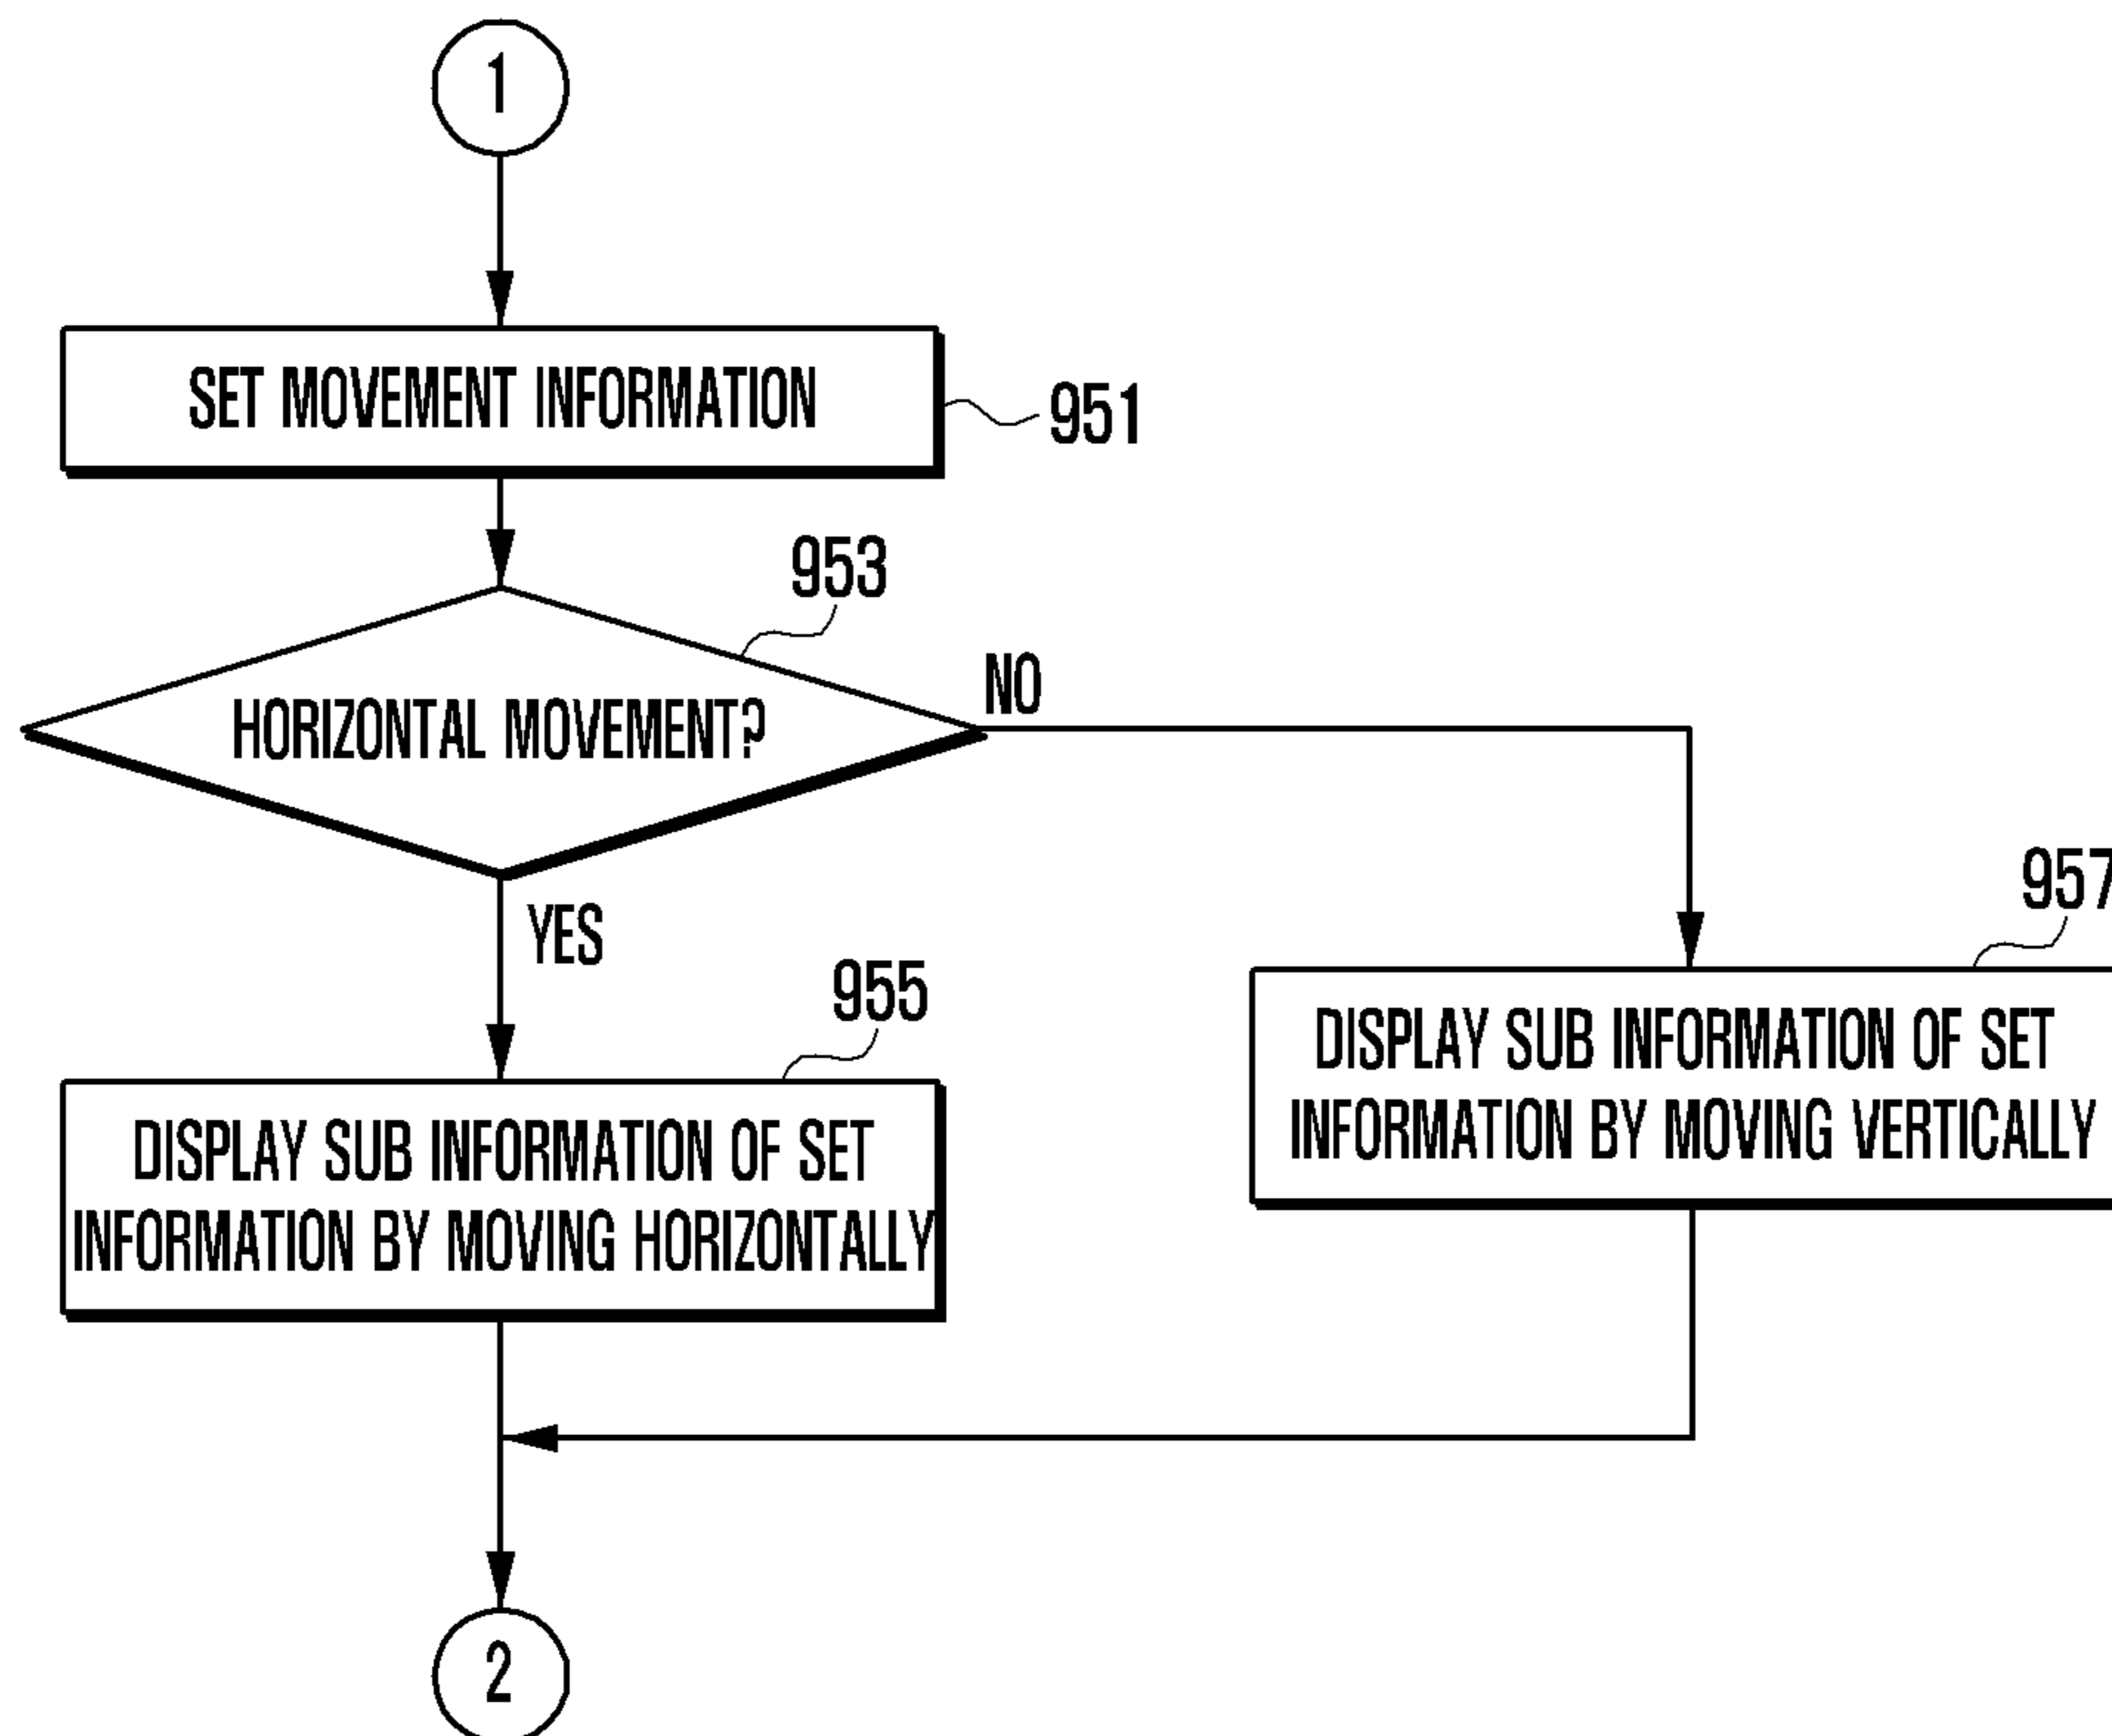 1
SET MOVEMENT INFORMATION
951
953
HORIZONTAL MOVEMENT?
NO
YES
957
955
DISPLAY SUB INFORMATION OF SET
INFORMATION BY MOVING VERTICALLY
DISPLAY SUB INFORMATION OF SET
INFORMATION BY MOVING HORIZONTALLY
2